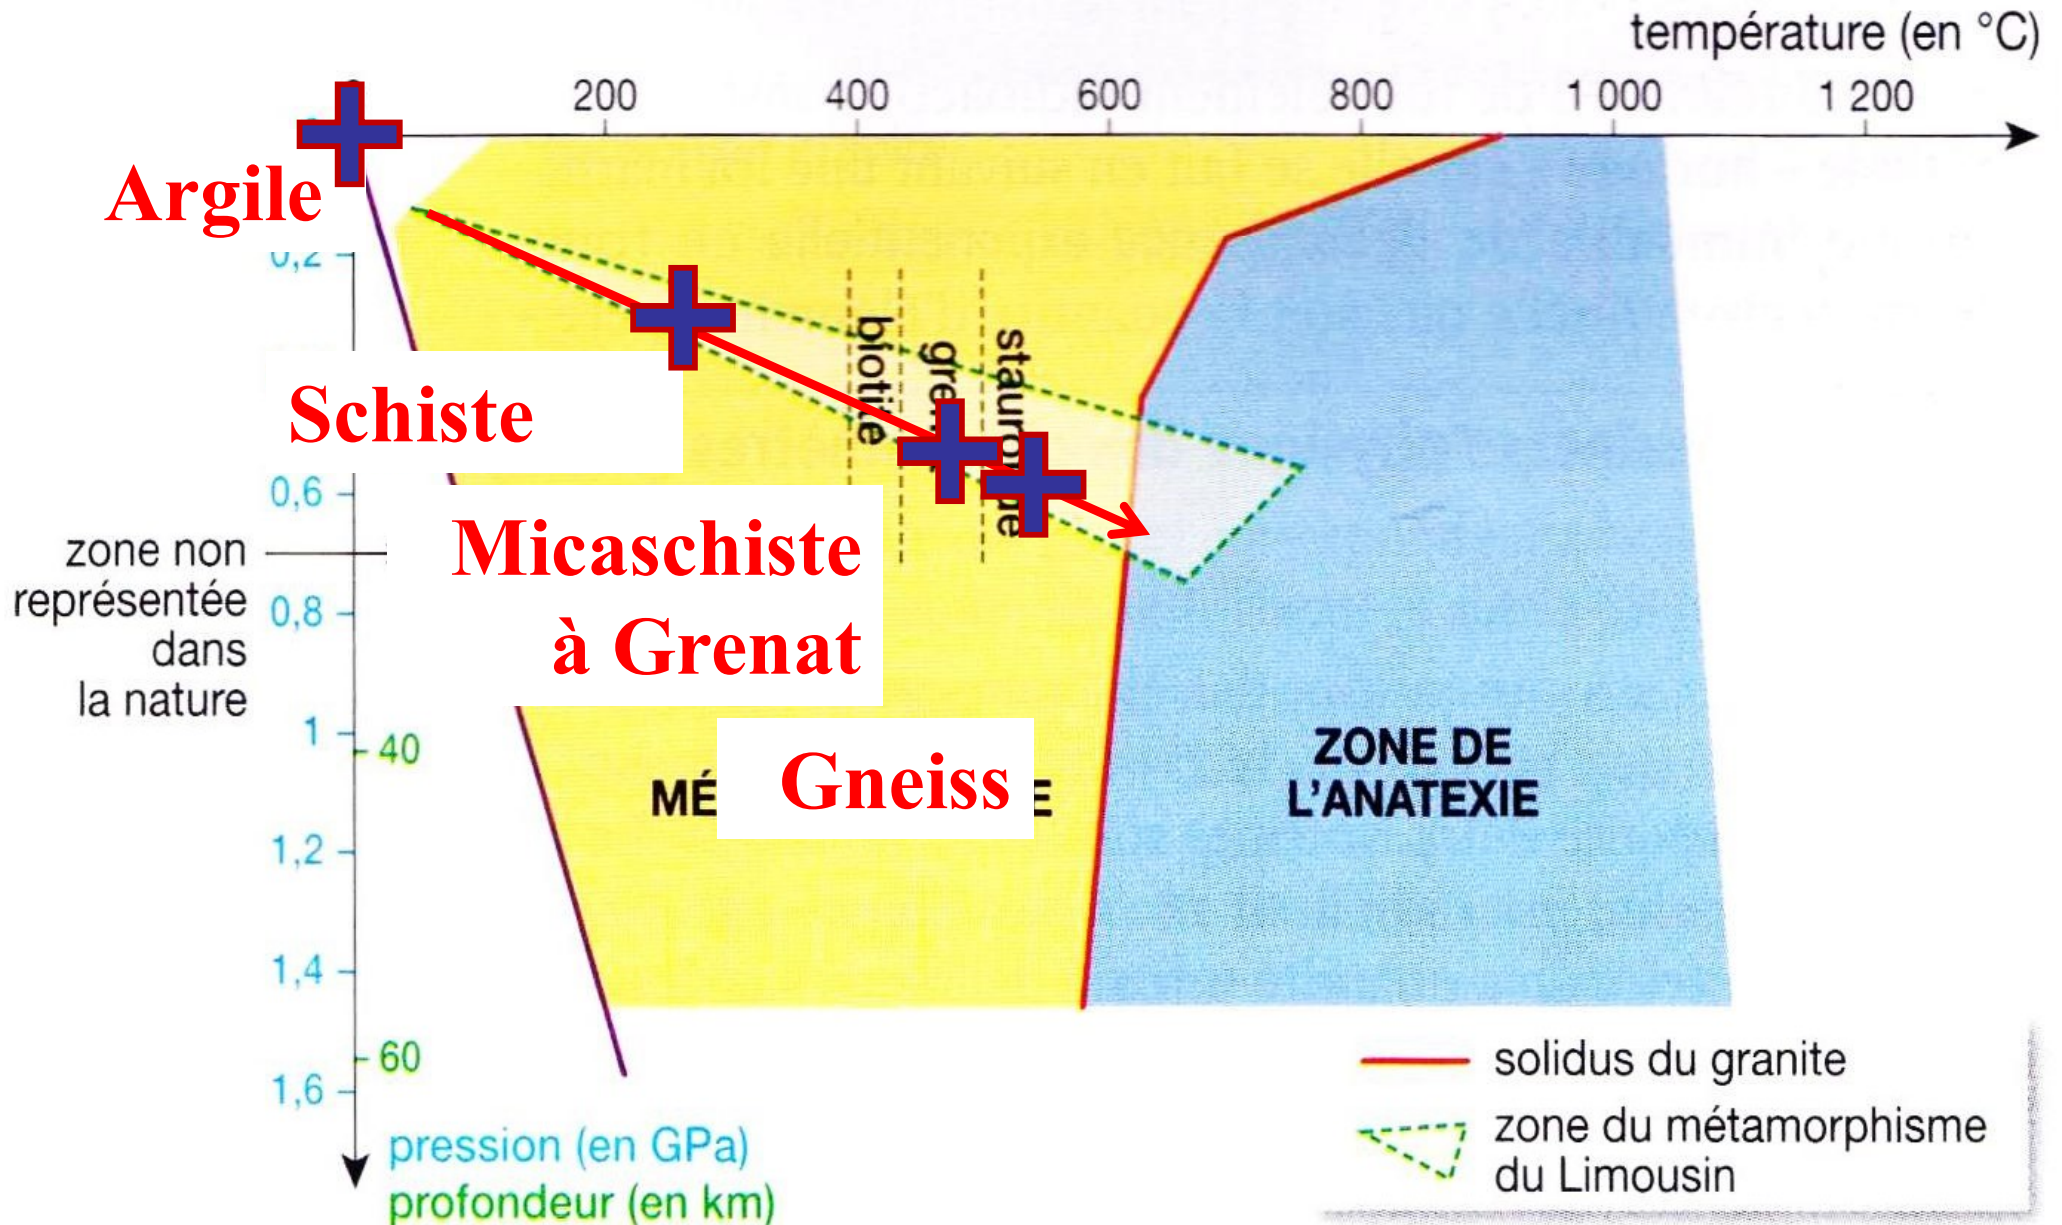 température (en °C)
200 400 600 800 1 000 1 200
Argile
0,2
biotite
staurotide
Schiste
0,6
zone non
représentée
dans
la nature
Micaschiste
à Grenat
0,8
1
40
Gneiss
MÉ
E
ZONE DE
L'ANATEXIE
1,2
1,4
60
1,6
solidus du granite
zone du métamorphisme
du Limousin
pression (en GPa)
profondeur (en km)